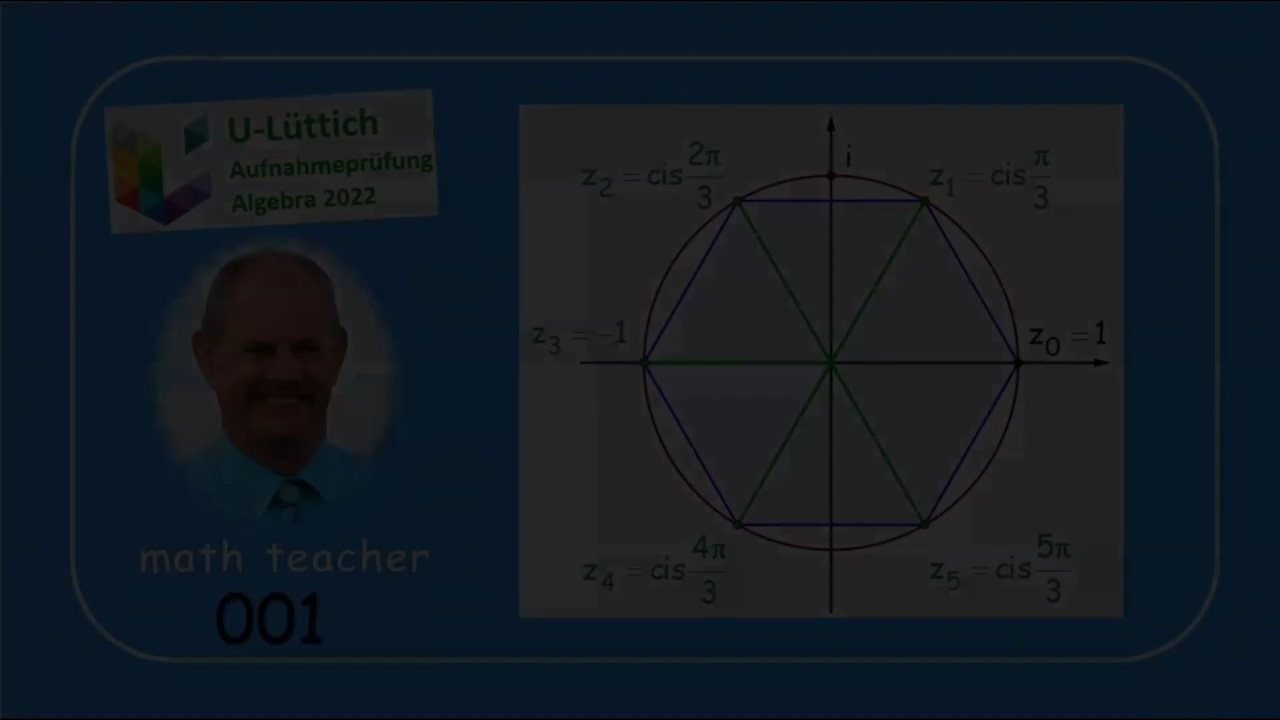 U-Lüttich
Aufnahmeprüfung
Algebra 2022
math teacher
001
i
z₂ = cis 2π/3
z₁ = cis π/3
z₃ = −1
z₀ = 1
z₄ = cis 4π/3
z₅ = cis 5π/3